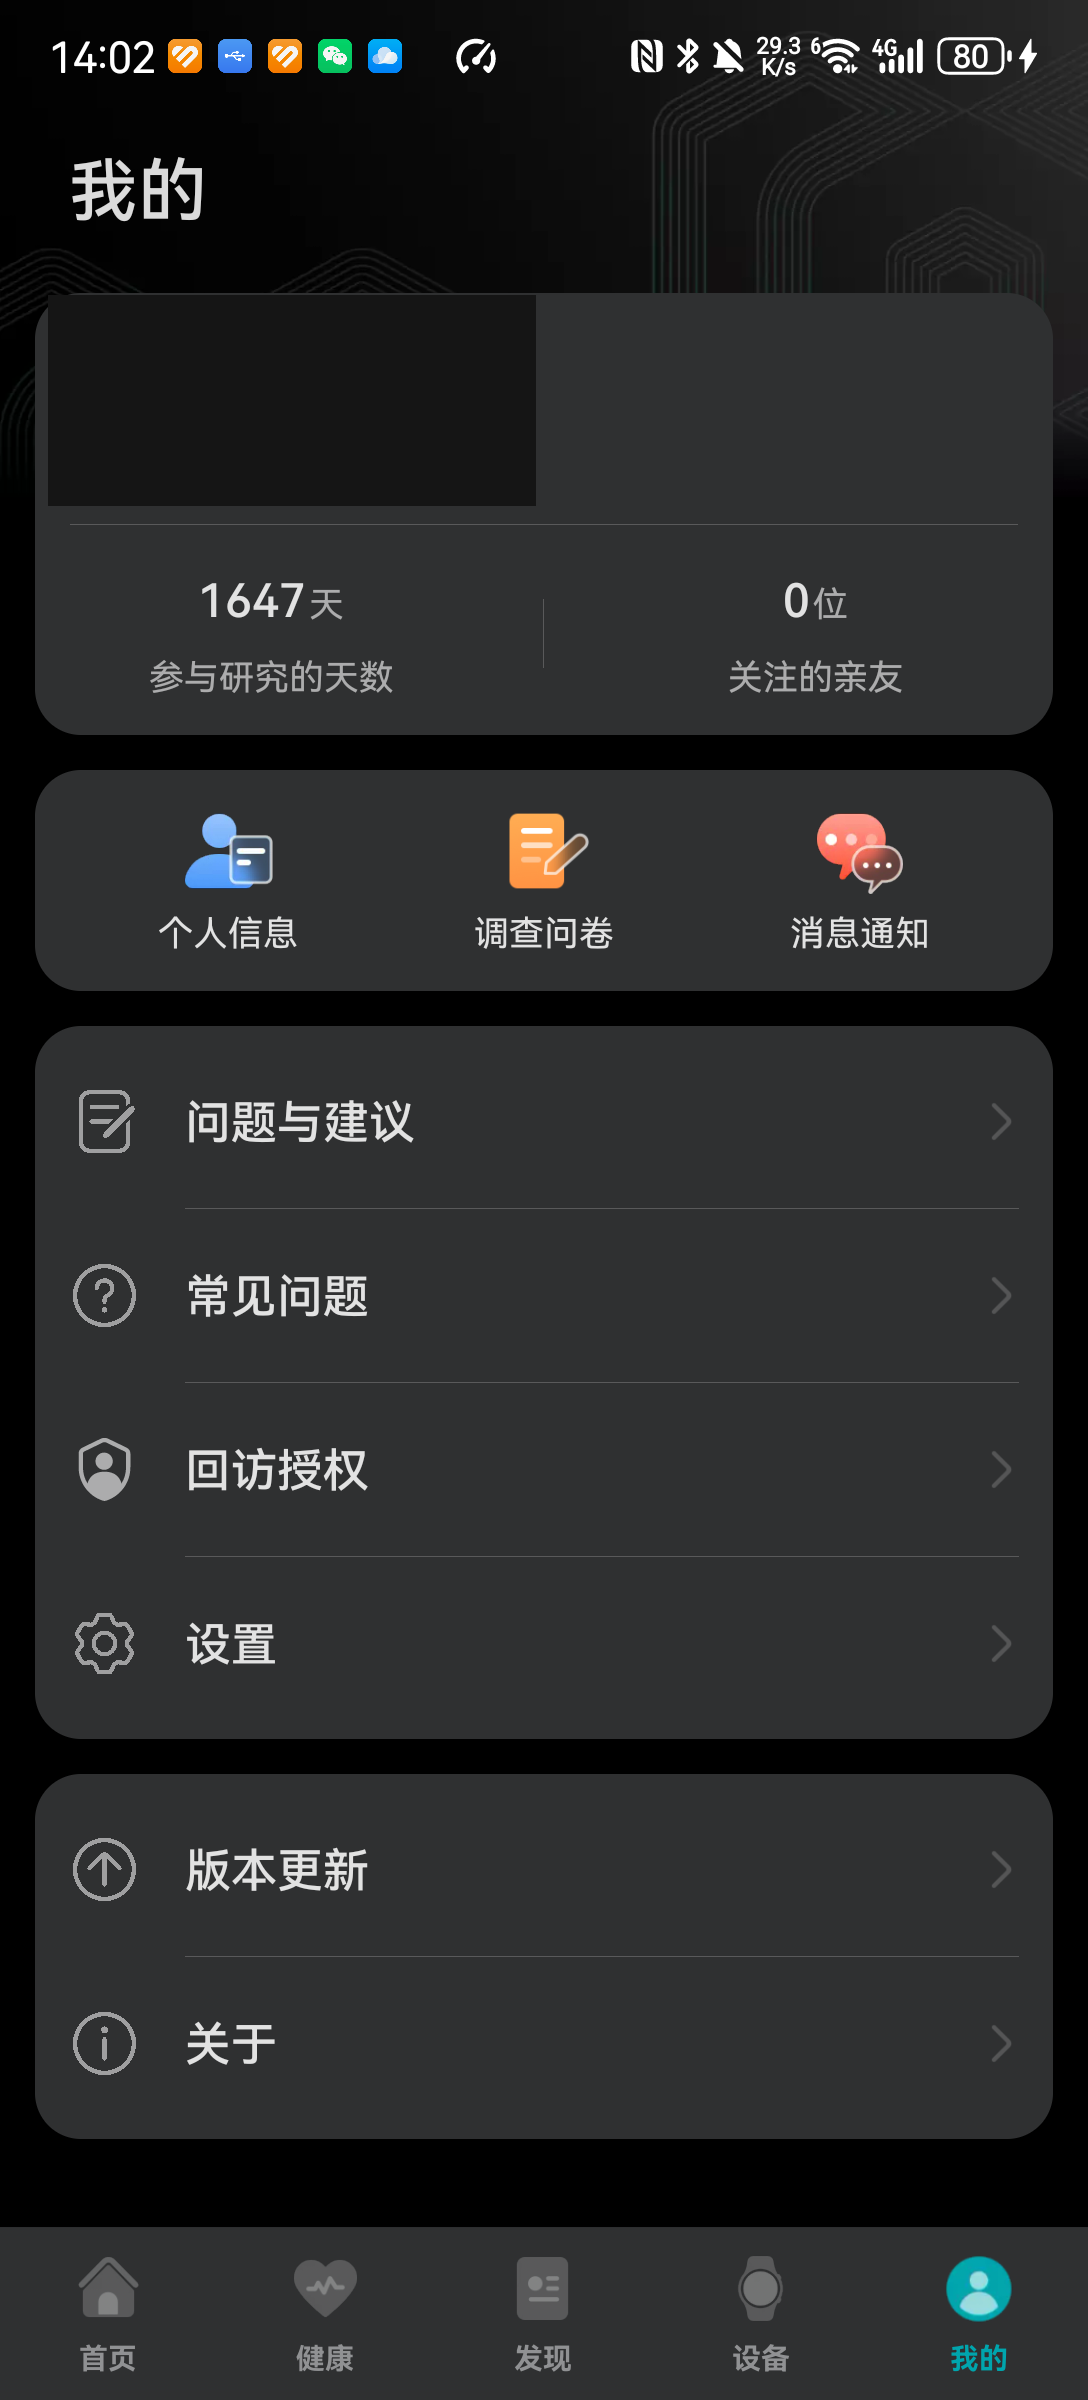 14:02 29.3 K/s 6 4G 80
我的
1647天 0位
参与研究的天数 关注的亲友
个人信息 调查问卷 消息通知
问题与建议
常见问题
回访授权
设置
版本更新
关于
首页 健康 发现 设备 我的